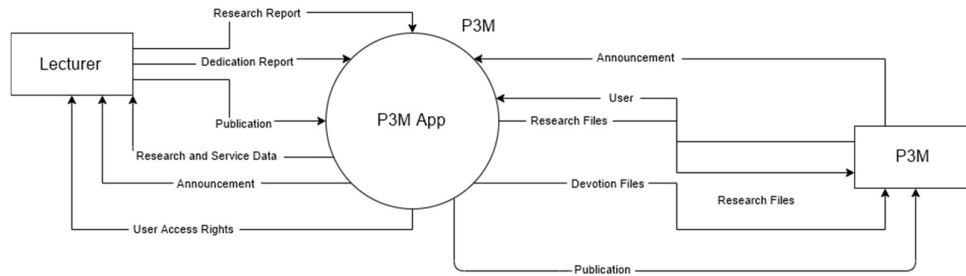 Research Report
P3M
Lecturer
Dedication Report
Announcement
User
Publication
P3M App
Research Files
Research and Service Data
P3M
Announcement
Devotion Files
Research Files
User Access Rights
Publication